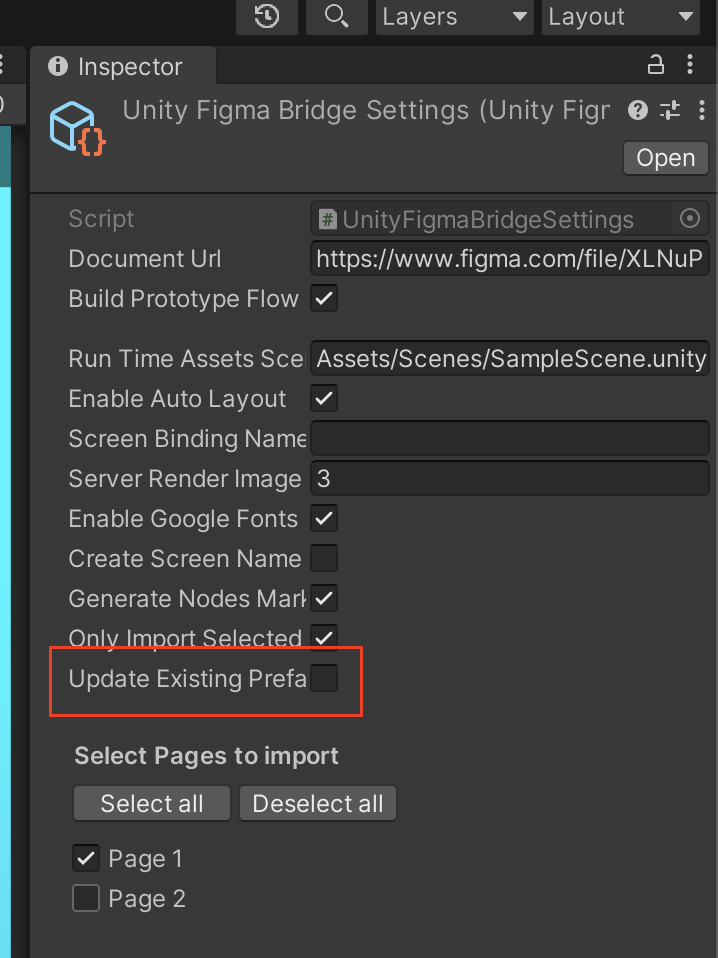 Layers Layout
Inspector
Unity Figma Bridge Settings (Unity Figr
Open
Script # UnityFigmaBridgeSettings
Document Url https://www.figma.com/file/XLNuP
Build Prototype Flow
Run Time Assets Sce Assets/Scenes/SampleScene.unity
Enable Auto Layout
Screen Binding Name
Server Render Image 3
Enable Google Fonts
Create Screen Name
Generate Nodes Mark
Only Import Selected
Update Existing Prefa
Select Pages to import
Select all Deselect all
Page 1
Page 2